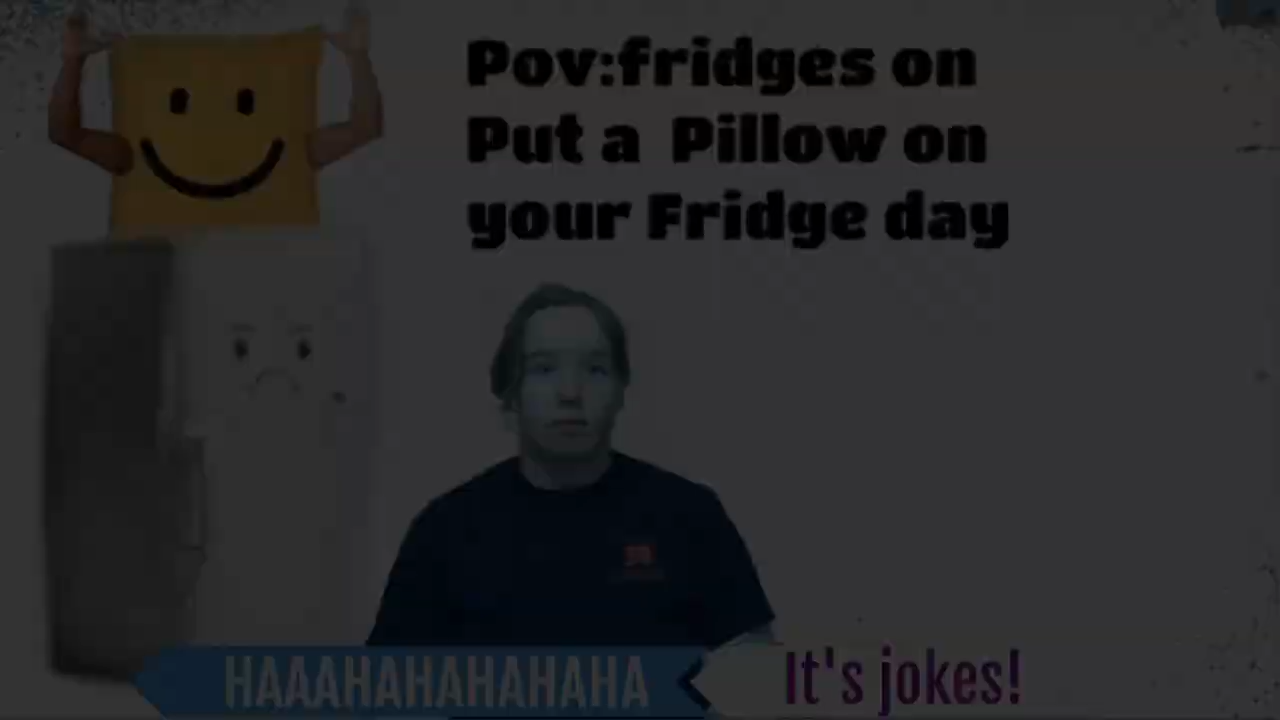 Pov:fridges on
Put a Pillow on
your Fridge day
HAAAHAHAHAHAHA
It's jokes!